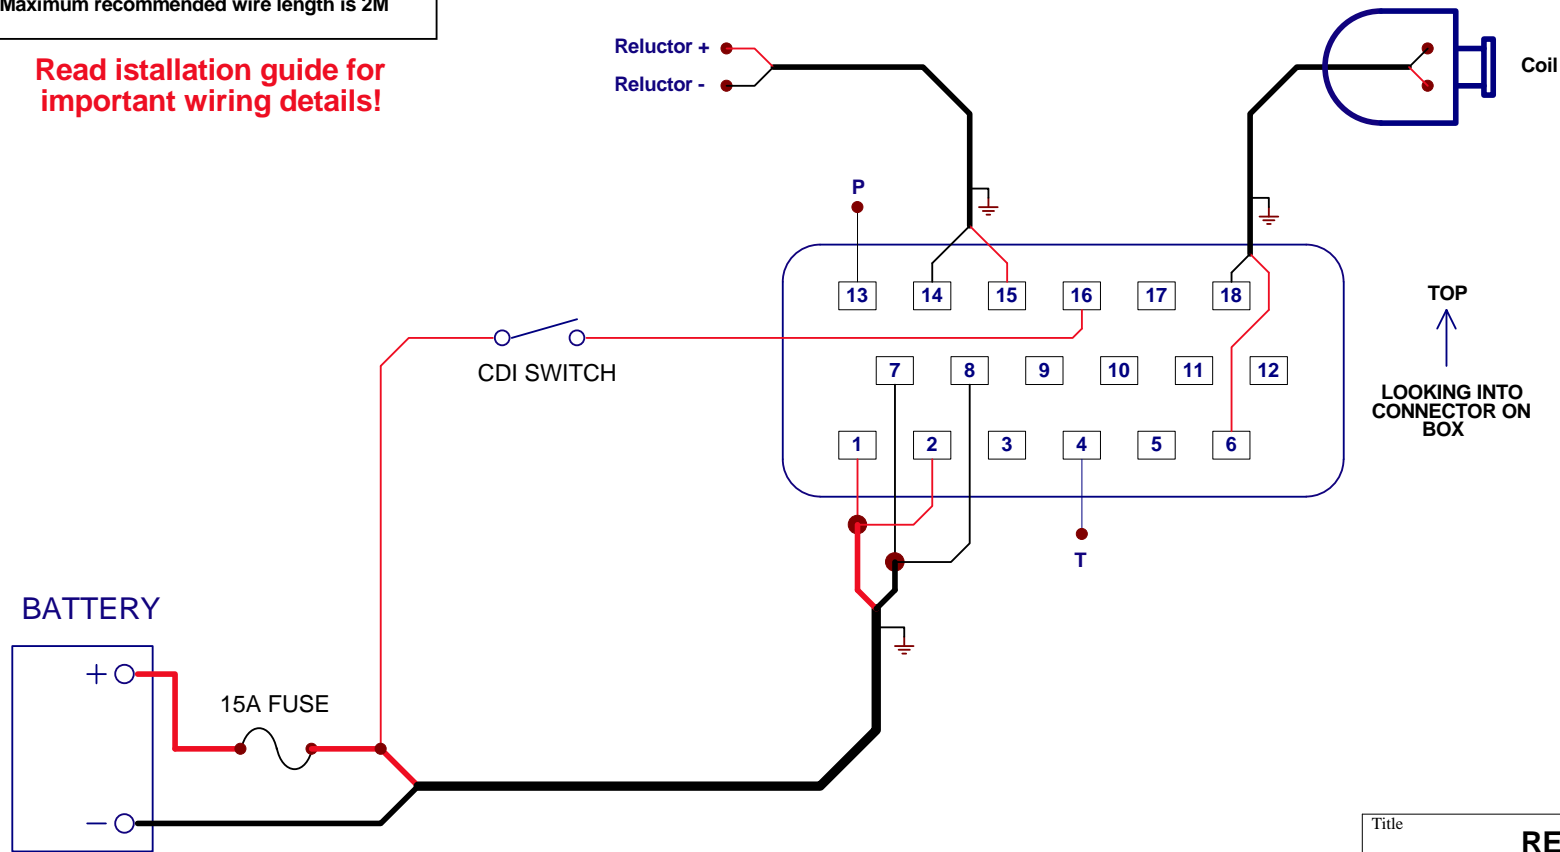 Maximum recommended wire length is 2M
Read istallation guide for
important wiring details!
Reluctor +
Reluctor -
Coil
P
13
14
15
16
17
18
TOP
CDI SWITCH
7
8
9
10
11
12
LOOKING INTO
CONNECTOR ON
BOX
1
2
3
4
5
6
T
BATTERY
+
15A FUSE
−
Title
RE